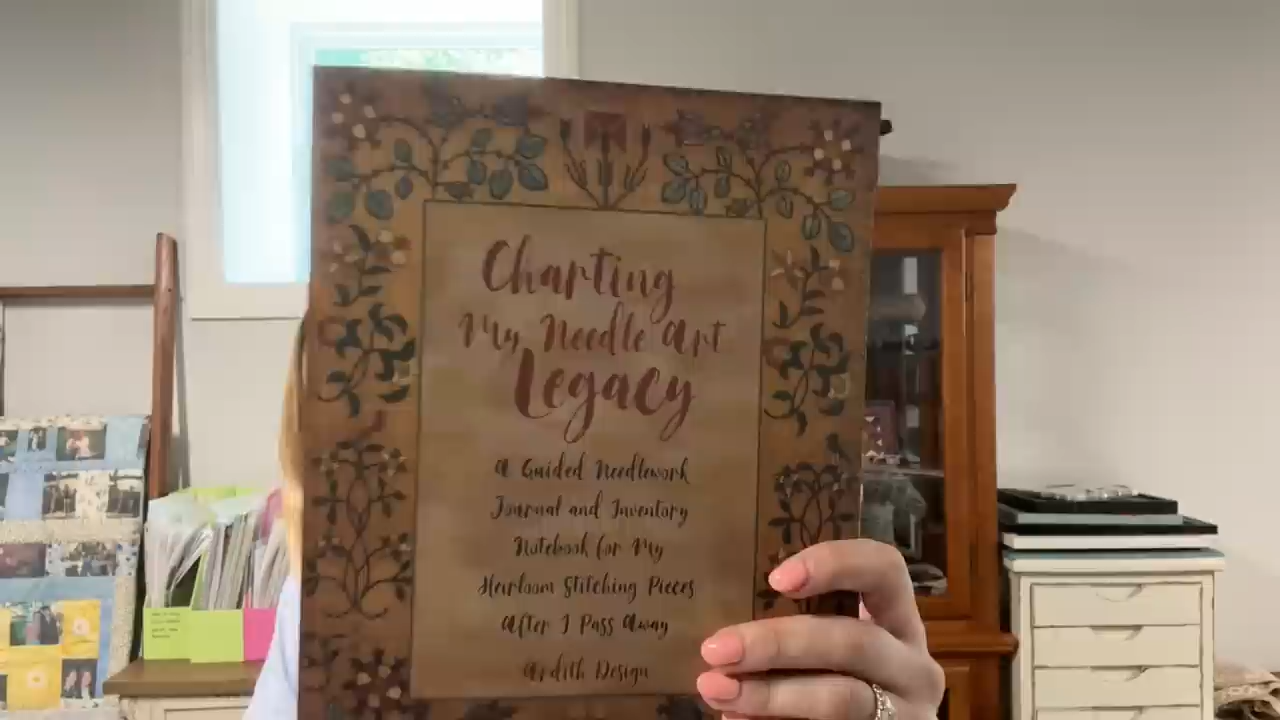 Charting
My Needle Art
Legacy
A Guided Needlework
Journal and Inventory
Notebook for My
Heirloom Stitching Pieces
After I Pass Away
Ardith Design